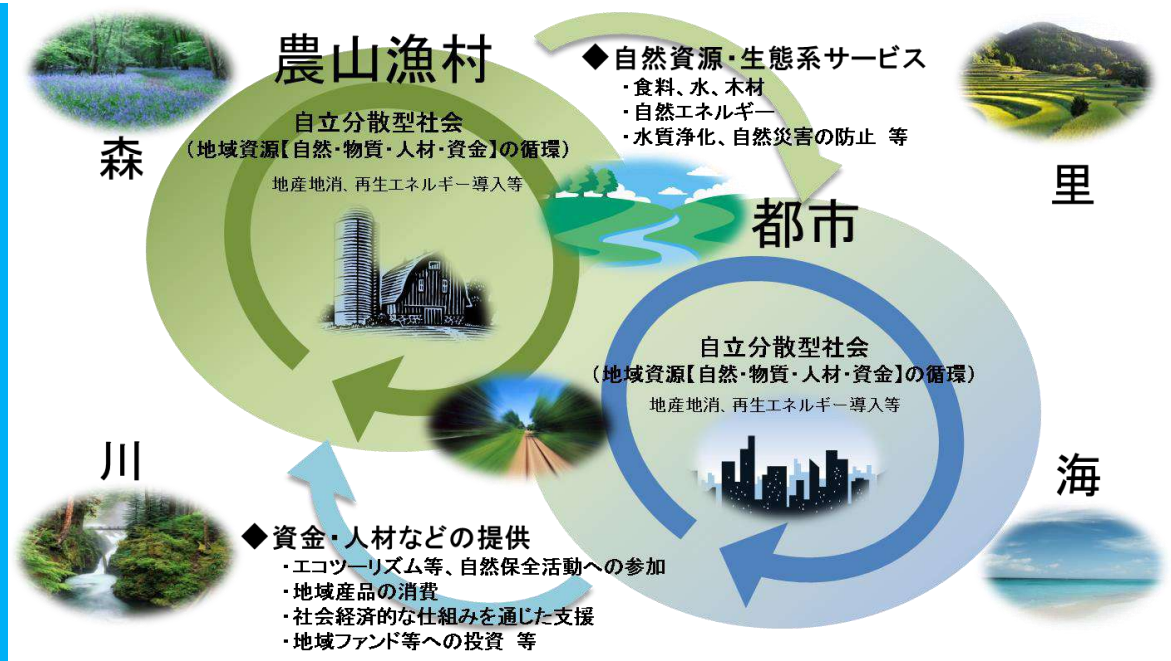 農山漁村
自立分散型社会
(地域資源【自然・物質・人材・資金】の循環)
地産地消、再生エネルギー導入等
森
◆自然資源・生態系サービス
・食料、水、木材
・自然エネルギー
・水質浄化、自然災害の防止 等
里
都市
自立分散型社会
(地域資源【自然・物質・人材・資金】の循環)
地産地消、再生エネルギー導入等
川
◆資金・人材などの提供
・エコツーリズム等、自然保全活動への参加
・地域産品の消費
・社会経済的な仕組みを通じた支援
・地域ファンド等への投資 等
海